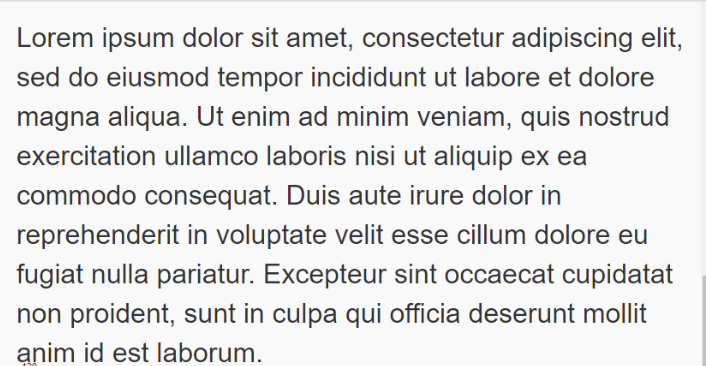 Lorem ipsum dolor sit amet, consectetur adipiscing elit,
sed do eiusmod tempor incididunt ut labore et dolore
magna aliqua. Ut enim ad minim veniam, quis nostrud
exercitation ullamco laboris nisi ut aliquip ex ea
commodo consequat. Duis aute irure dolor in
reprehenderit in voluptate velit esse cillum dolore eu
fugiat nulla pariatur. Excepteur sint occaecat cupidatat
non proident, sunt in culpa qui officia deserunt mollit
anim id est laborum.